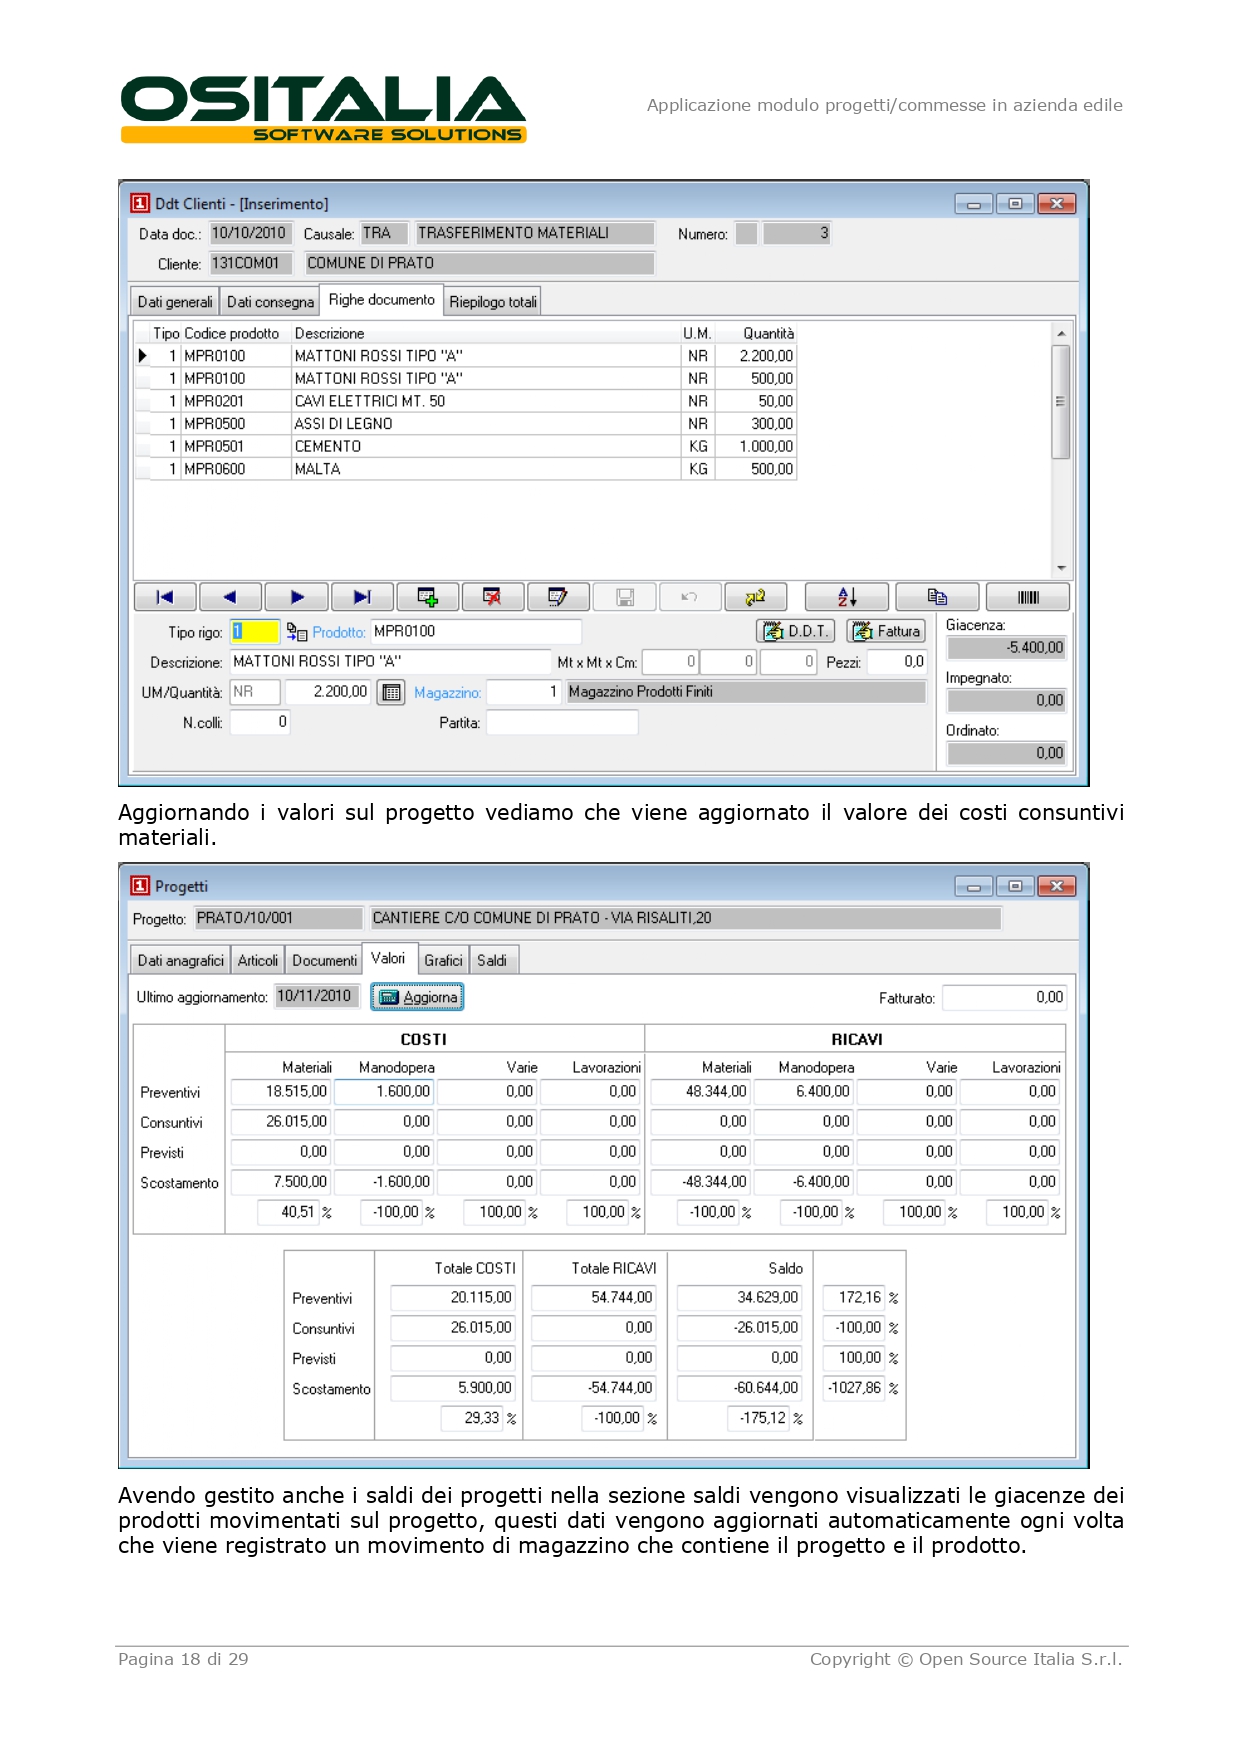 OSITALIA
SOFTWARE SOLUTIONS
Applicazione modulo progetti/commesse in azienda edile
Ddt Clienti - [Inserimento]
Data doc.: 10/10/2010 Causale: TRA TRASFERIMENTO MATERIALI Numero: 3
Cliente: 131COM01 COMUNE DI PRATO
Dati generali Dati consegna Righe documento Riepilogo totali
Tipo Codice prodotto Descrizione U.M. Quantità
1 MPR0100 MATTONI ROSSI TIPO "A" NR 2.200,00
1 MPR0100 MATTONI ROSSI TIPO "A" NR 500,00
1 MPR0201 CAVI ELETTRICI MT. 50 NR 50,00
1 MPR0500 ASSI DI LEGNO NR 300,00
1 MPR0501 CEMENTO KG 1.000,00
1 MPR0600 MALTA KG 500,00
Tipo rigo: 1 Prodotto: MPR0100 D.D.T. Fattura
Descrizione: MATTONI ROSSI TIPO "A" Mt x Mt x Cm: 0 0 0 Pezzi: 0,0
UM/Quantità: NR 2.200,00 Magazzino: 1 Magazzino Prodotti Finiti
N.colli: 0 Partita:
Giacenza:
-5.400,00
Impegnato:
0,00
Ordinato:
0,00
Aggiornando i valori sul progetto vediamo che viene aggiornato il valore dei costi consuntivi
materiali.
Progetti
Progetto: PRATO/10/001 CANTIERE C/O COMUNE DI PRATO - VIA RISALITI,20
Dati anagrafici Articoli Documenti Valori Grafici Saldi
Ultimo aggiornamento: 10/11/2010 Aggiorna Fatturato: 0,00
COSTI RICAVI
Materiali Manodopera Varie Lavorazioni Materiali Manodopera Varie Lavorazioni
Preventivi 18.515,00 1.600,00 0,00 0,00 48.344,00 6.400,00 0,00 0,00
Consuntivi 26.015,00 0,00 0,00 0,00 0,00 0,00 0,00 0,00
Previsti 0,00 0,00 0,00 0,00 0,00 0,00 0,00 0,00
Scostamento 7.500,00 -1.600,00 0,00 0,00 -48.344,00 -6.400,00 0,00 0,00
40,51 % -100,00 % 100,00 % 100,00 % -100,00 % -100,00 % 100,00 % 100,00 %
Totale COSTI Totale RICAVI Saldo
Preventivi 20.115,00 54.744,00 34.629,00 172,16 %
Consuntivi 26.015,00 0,00 -26.015,00 -100,00 %
Previsti 0,00 0,00 0,00 100,00 %
Scostamento 5.900,00 -54.744,00 -60.644,00 -1027,86 %
29,33 % -100,00 % -175,12 %
Avendo gestito anche i saldi dei progetti nella sezione saldi vengono visualizzati le giacenze dei
prodotti movimentati sul progetto, questi dati vengono aggiornati automaticamente ogni volta
che viene registrato un movimento di magazzino che contiene il progetto e il prodotto.
Pagina 18 di 29
Copyright © Open Source Italia S.r.l.